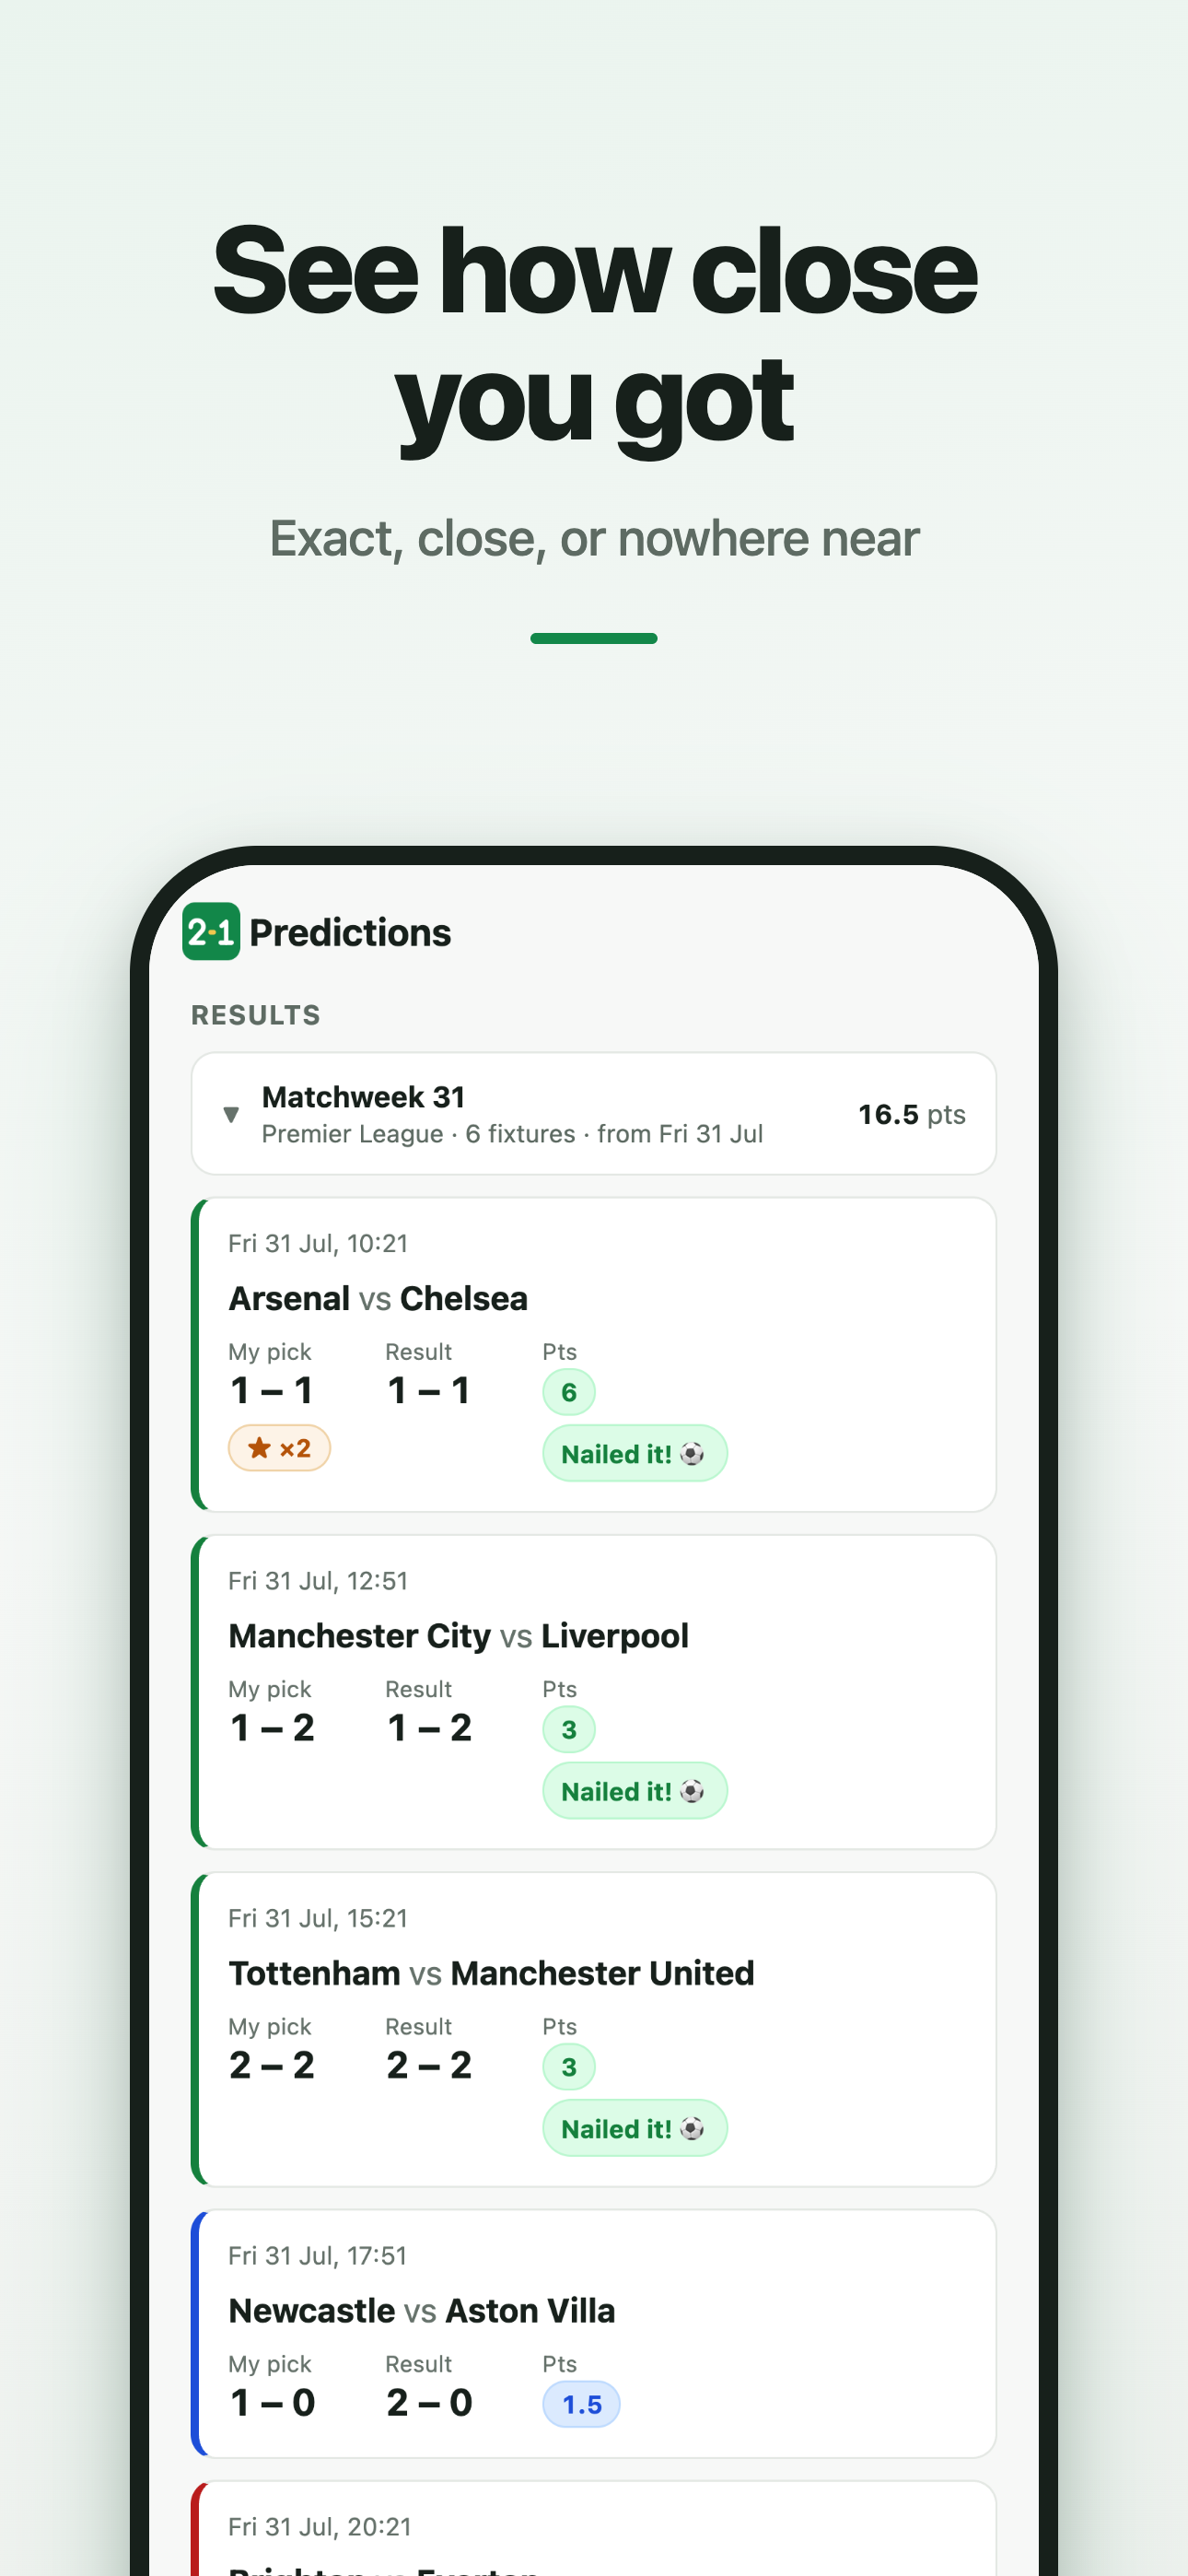 See how close
you got
Exact, close, or nowhere near
2-1 Predictions
RESULTS
▼ Matchweek 31
Premier League · 6 fixtures · from Fri 31 Jul
16.5 pts
Fri 31 Jul, 10:21
Arsenal vs Chelsea
My pick Result Pts
1 – 1 1 – 1 6
★ ×2 Nailed it! ⚽
Fri 31 Jul, 12:51
Manchester City vs Liverpool
My pick Result Pts
1 – 2 1 – 2 3
Nailed it! ⚽
Fri 31 Jul, 15:21
Tottenham vs Manchester United
My pick Result Pts
2 – 2 2 – 2 3
Nailed it! ⚽
Fri 31 Jul, 17:51
Newcastle vs Aston Villa
My pick Result Pts
1 – 0 2 – 0 1.5
Fri 31 Jul, 20:21